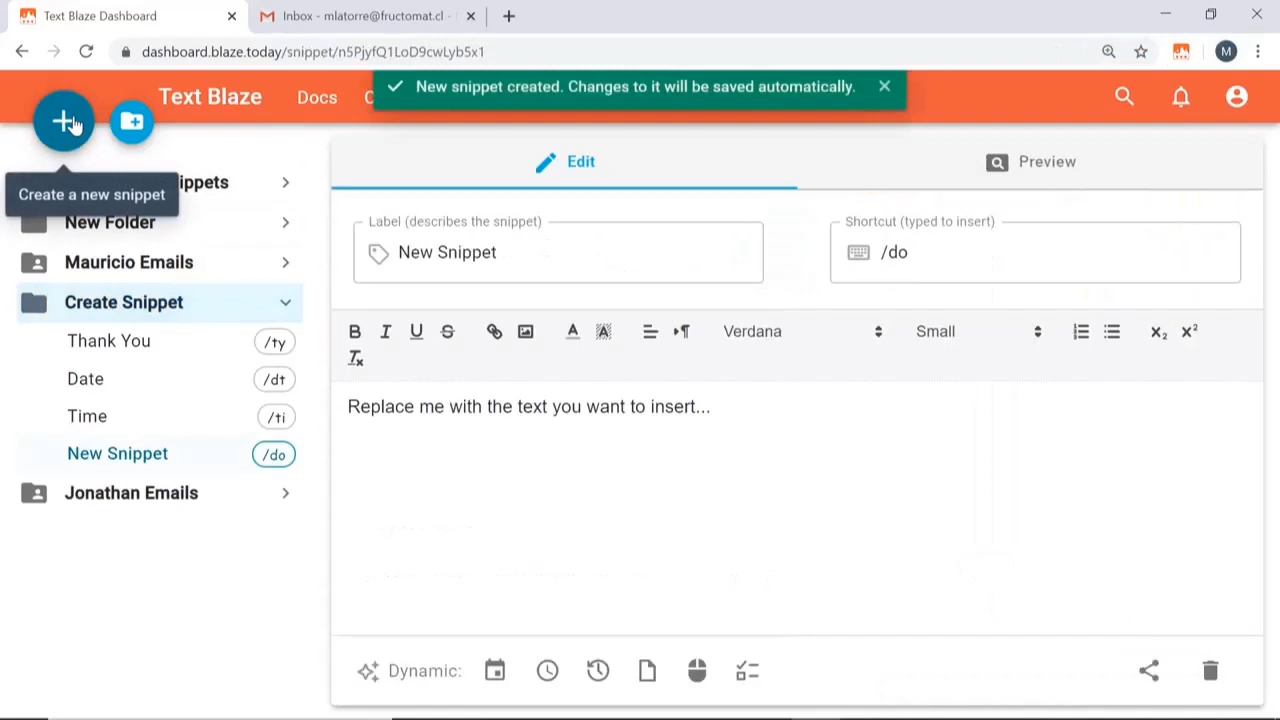 Text Blaze Dashboard
Inbox - mlatorre@fructomat.cl -
dashboard.blaze.today/snippet/n5PjyfQ1LoD9cwLyb5x1
M
Text Blaze
Docs
New snippet created. Changes to it will be saved automatically.
Create a new snippet
New Folder
Mauricio Emails
Create Snippet
Thank You /ty
Date /dt
Time /ti
New Snippet /do
Jonathan Emails
Edit
Preview
Label (describes the snippet)
New Snippet
Shortcut (typed to insert)
/do
B I U S A A Verdana Small X₂ X²
Tx
Replace me with the text you want to insert...
Dynamic: